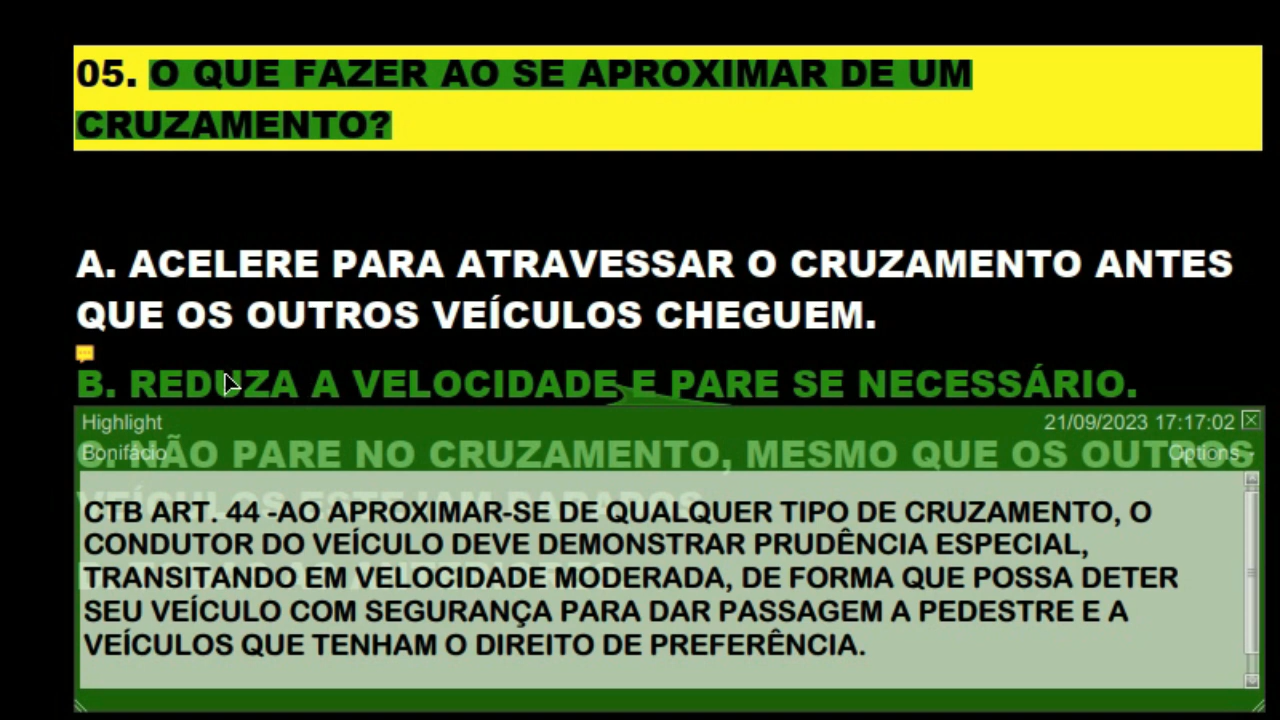 05. O QUE FAZER AO SE APROXIMAR DE UM
CRUZAMENTO?
A. ACELERE PARA ATRAVESSAR O CRUZAMENTO ANTES
QUE OS OUTROS VEÍCULOS CHEGUEM.
B. REDUZA A VELOCIDADE E PARE SE NECESSÁRIO.
Highlight 21/09/2023 17:17:02
C. NÃO PARE NO CRUZAMENTO, MESMO QUE OS OUTROS
Bonifácio Options
VEÍCULOS ESTEJAM PARADOS.
CTB ART. 44 -AO APROXIMAR-SE DE QUALQUER TIPO DE CRUZAMENTO, O
CONDUTOR DO VEÍCULO DEVE DEMONSTRAR PRUDÊNCIA ESPECIAL,
TRANSITANDO EM VELOCIDADE MODERADA, DE FORMA QUE POSSA DETER
SEU VEÍCULO COM SEGURANÇA PARA DAR PASSAGEM A PEDESTRE E A
VEÍCULOS QUE TENHAM O DIREITO DE PREFERÊNCIA.